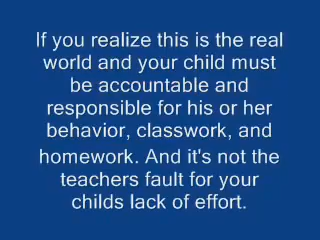 If you realize this is the real
world and your child must
be accountable and
responsible for his or her
behavior, classwork, and
homework. And it's not the
teachers fault for your
childs lack of effort.